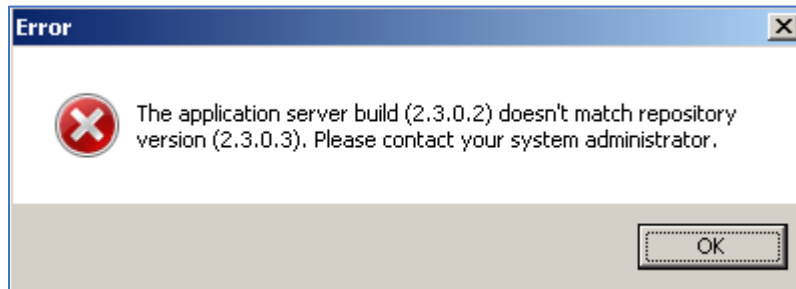 Error
The application server build (2.3.0.2) doesn't match repository
version (2.3.0.3). Please contact your system administrator.
OK